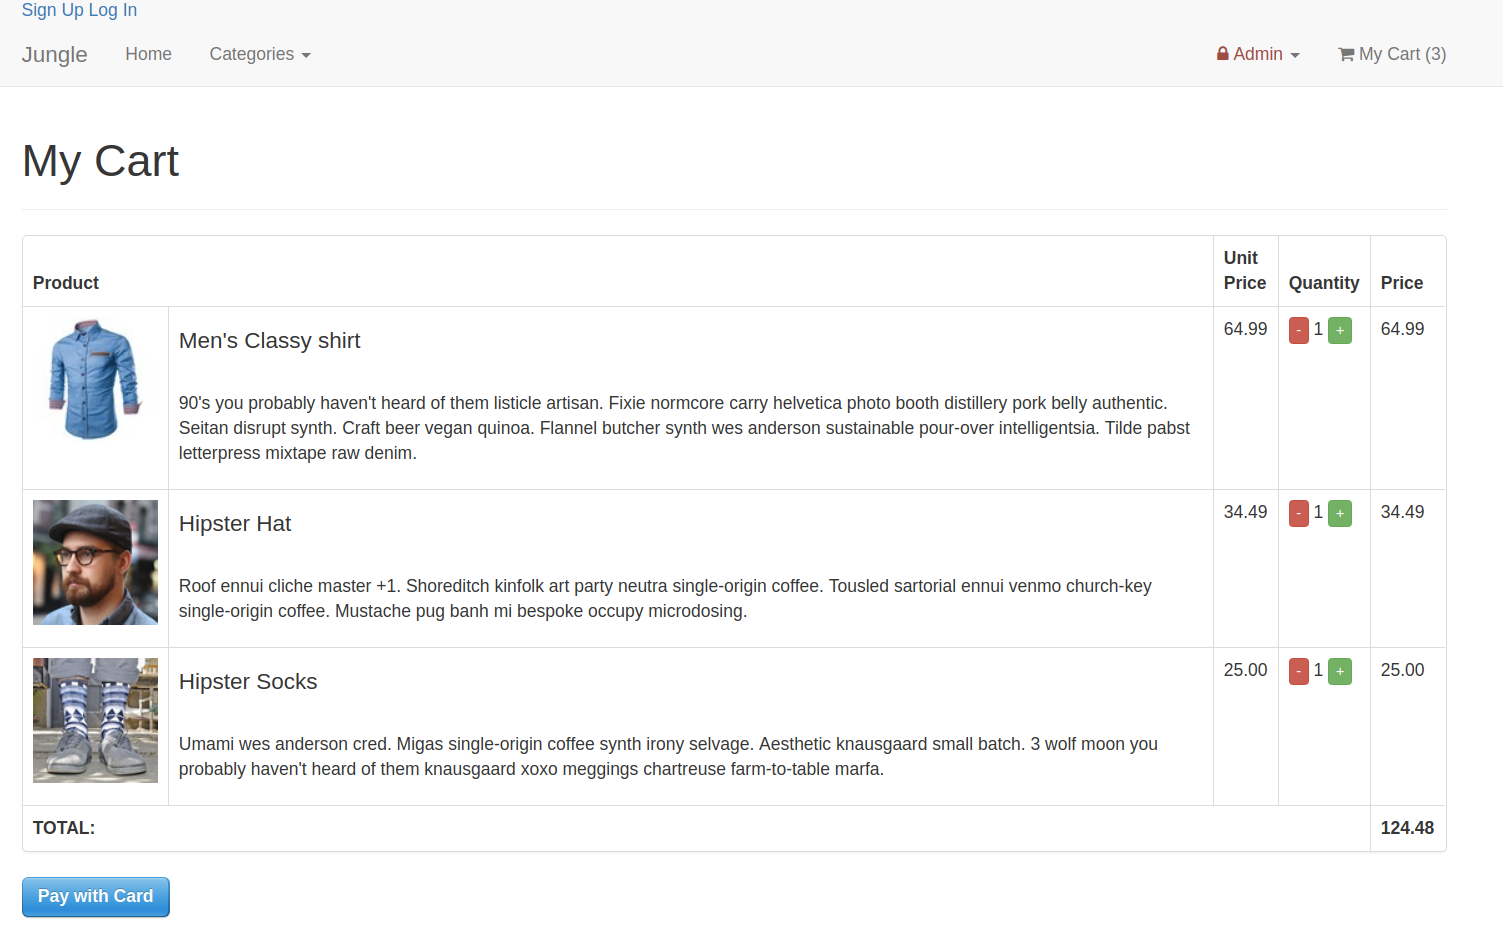 Sign Up Log In
Jungle Home Categories Admin My Cart (3)
My Cart
Product Unit Price Quantity Price
Men's Classy shirt 64.99 - 1 + 64.99
90's you probably haven't heard of them listicle artisan. Fixie normcore carry helvetica photo booth distillery pork belly authentic.
Seitan disrupt synth. Craft beer vegan quinoa. Flannel butcher synth wes anderson sustainable pour-over intelligentsia. Tilde pabst
letterpress mixtape raw denim.
Hipster Hat 34.49 - 1 + 34.49
Roof ennui cliche master +1. Shoreditch kinfolk art party neutra single-origin coffee. Tousled sartorial ennui venmo church-key
single-origin coffee. Mustache pug banh mi bespoke occupy microdosing.
Hipster Socks 25.00 - 1 + 25.00
Umami wes anderson cred. Migas single-origin coffee synth irony selvage. Aesthetic knausgaard small batch. 3 wolf moon you
probably haven't heard of them knausgaard xoxo meggings chartreuse farm-to-table marfa.
TOTAL: 124.48
Pay with Card